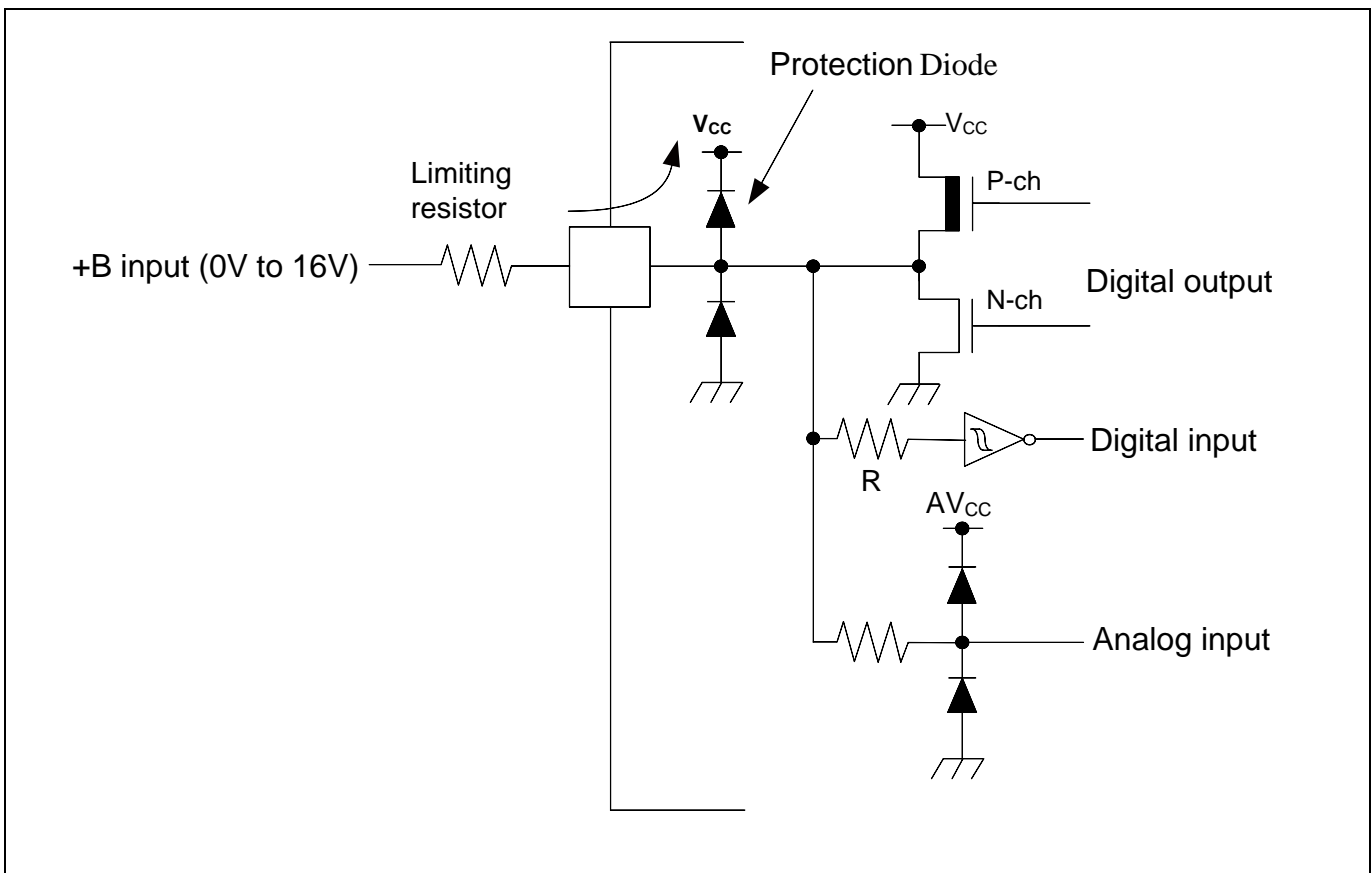 Protection Diode
VCC
VCC
Limiting
resistor
P-ch
+B input (0V to 16V)
Digital output
N-ch
Digital input
R
AVCC
Analog input